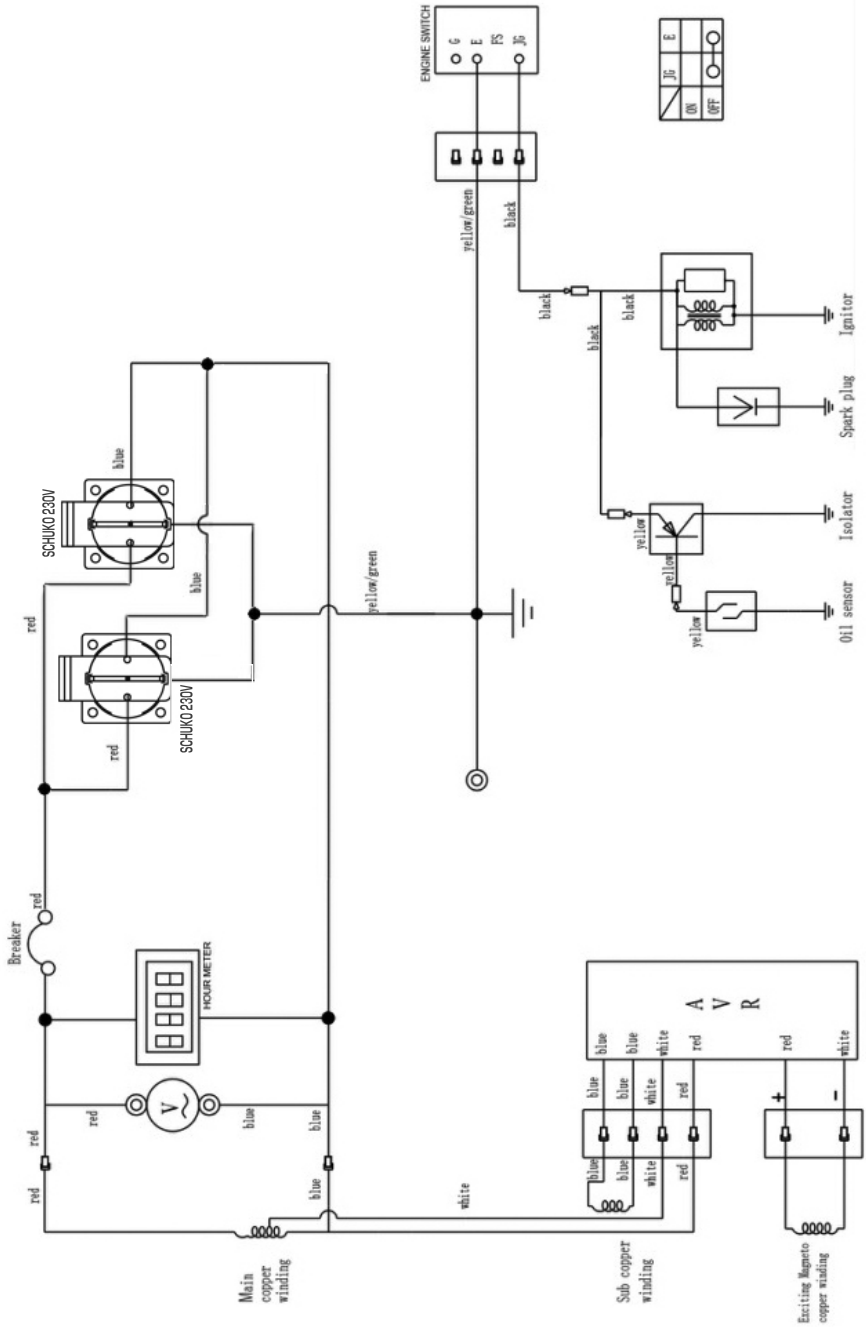 Breaker
red
red
red
red
red
red
V
HOUR METER
blue
blue
blue
SCHUKO 230V
SCHUKO 230V
red
blue
blue
Main
copper
winding
white
yellow/green
ENGINE SWITCH
G
E
FS
JG
yellow/green
black
JG E
ON
OFF
black
black
black
Sub copper
winding
blue blue blue
blue blue blue
white white white
red red red
A
V
R
Exciting Magneto
copper winding
+ red
- white
yellow
yellow
yellow
Oil sensor
Isolator
Spark plug
Ignitor